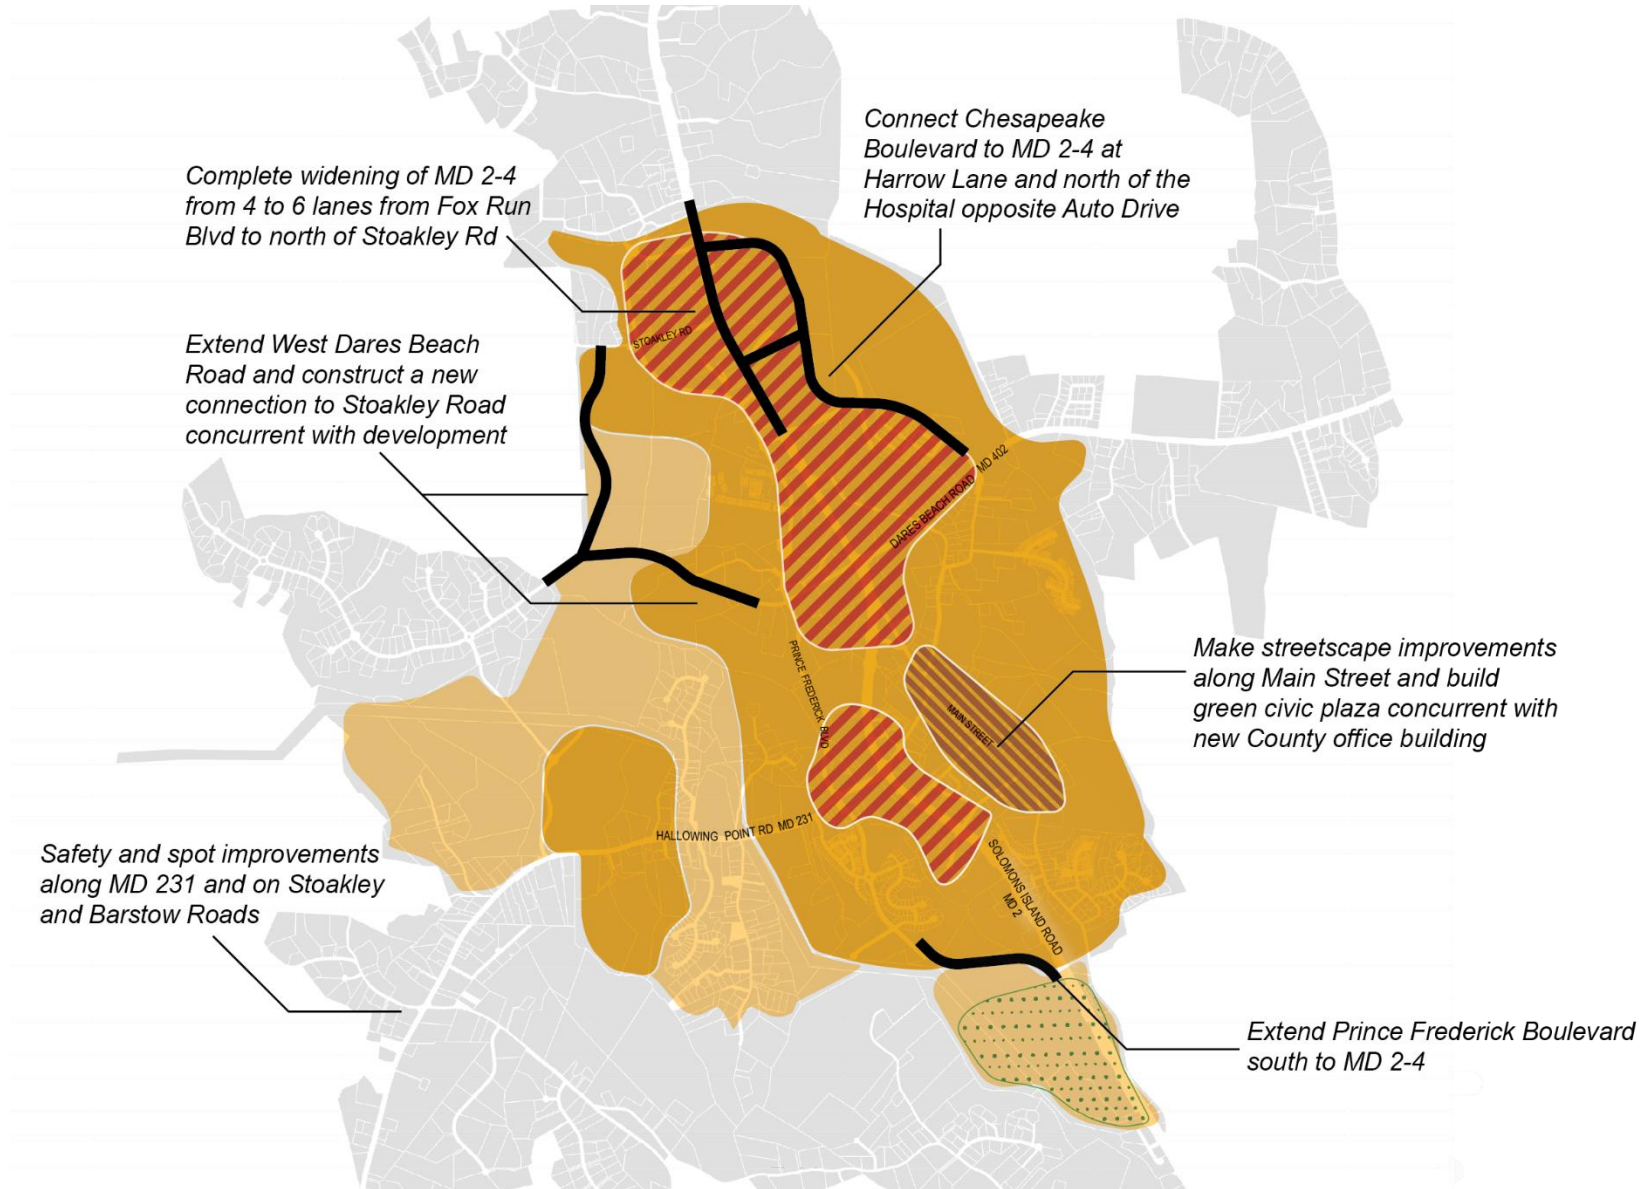 Connect Chesapeake
Boulevard to MD 2-4 at
Harrow Lane and north of the
Hospital opposite Auto Drive
Complete widening of MD 2-4
from 4 to 6 lanes from Fox Run
Blvd to north of Stoakley Rd
Extend West Dares Beach
Road and construct a new
connection to Stoakley Road
concurrent with development
STOAKLEY RD
DARES BEACH ROAD MD 402
PRINCE FREDERICK BLVD
MAIN STREET
Make streetscape improvements
along Main Street and build
green civic plaza concurrent with
new County office building
HALLOWING POINT RD MD 231
SOLOMONS ISLAND ROAD
MD 2
Safety and spot improvements
along MD 231 and on Stoakley
and Barstow Roads
Extend Prince Frederick Boulevard
south to MD 2-4